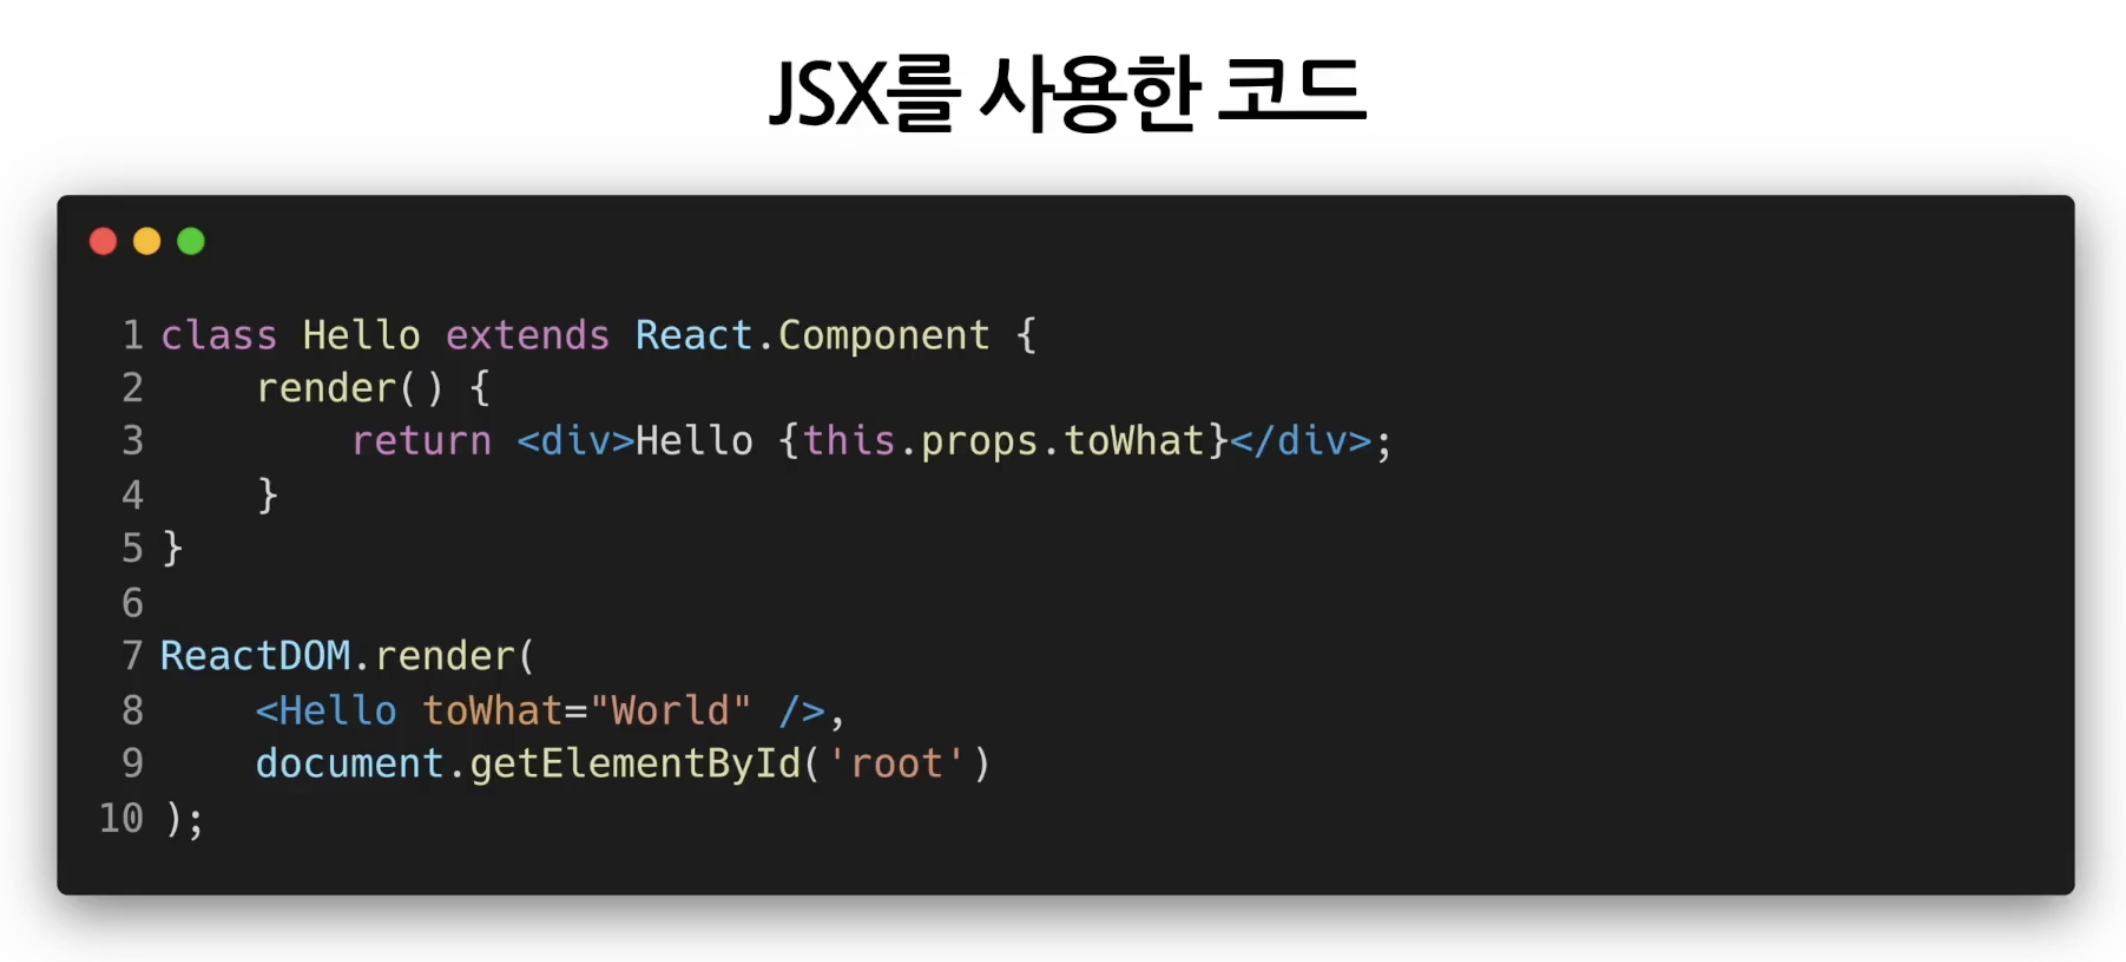 JSX를 사용한 코드
1 class Hello extends React.Component {
2     render() {
3         return <div>Hello {this.props.toWhat}</div>;
4     }
5 }
6
7 ReactDOM.render(
8     <Hello toWhat="World" />,
9     document.getElementById('root')
10 );